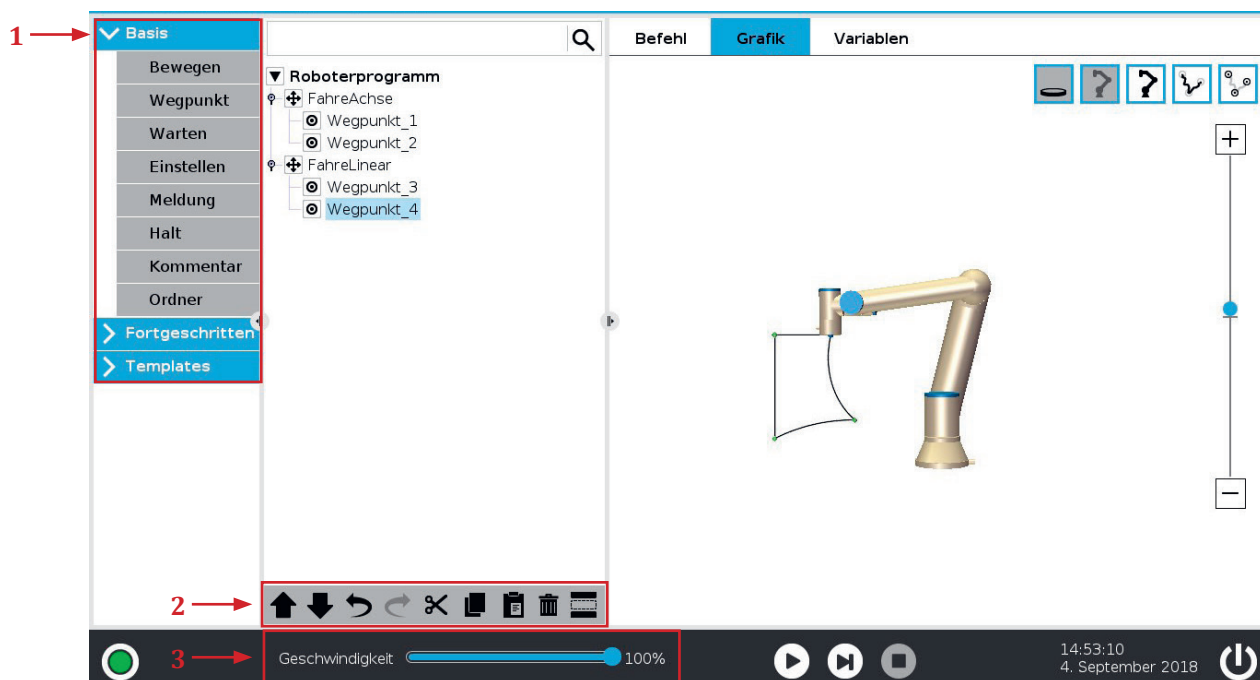 1
Basis
Bewegen
Wegpunkt
Warten
Einstellen
Meldung
Halt
Kommentar
Ordner
Fortgeschritten
Templates
Roboterprogramm
FahreAchse
Wegpunkt_1
Wegpunkt_2
FahreLinear
Wegpunkt_3
Wegpunkt_4
Befehl Grafik Variablen
2
3
Geschwindigkeit 100%
14:53:10
4. September 2018